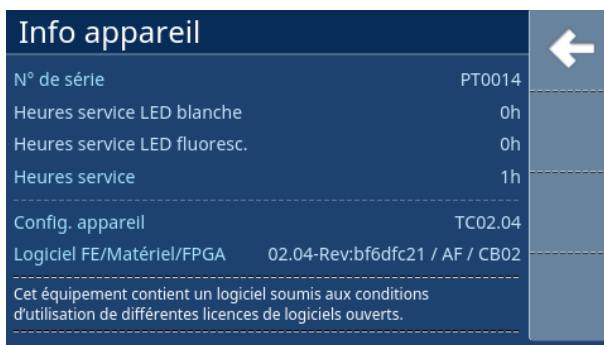 Info appareil
N° de série PT0014
Heures service LED blanche 0h
Heures service LED fluoresc. 0h
Heures service 1h
Config. appareil TC02.04
Logiciel FE/Matériel/FPGA 02.04-Rev:bf6dfc21 / AF / CB02
Cet équipement contient un logiciel soumis aux conditions
d’utilisation de différentes licences de logiciels ouverts.